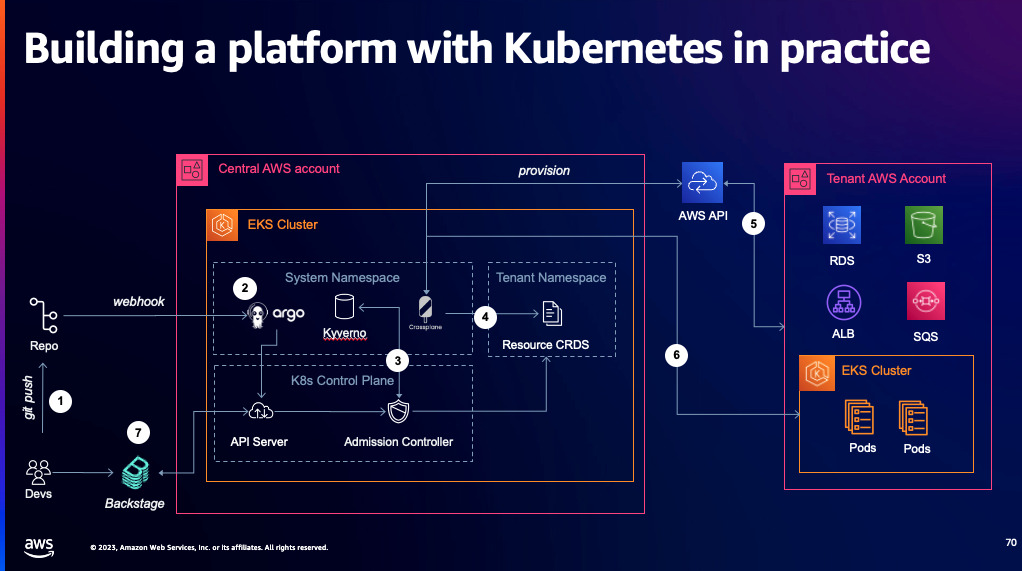 Building a platform with Kubernetes in practice
Central AWS account
provision
AWS API
Tenant AWS Account
EKS Cluster
5
RDS
S3
System Namespace
Tenant Namespace
2
webhook
argo
Kyverno
Crossplane
4
Resource CRDS
ALB
SQS
Repo
3
6
EKS Cluster
K8s Control Plane
git push
1
API Server
Admission Controller
Pods
Pods
7
Devs
Backstage
aws
© 2023, Amazon Web Services, Inc. or its affiliates. All rights reserved.
70